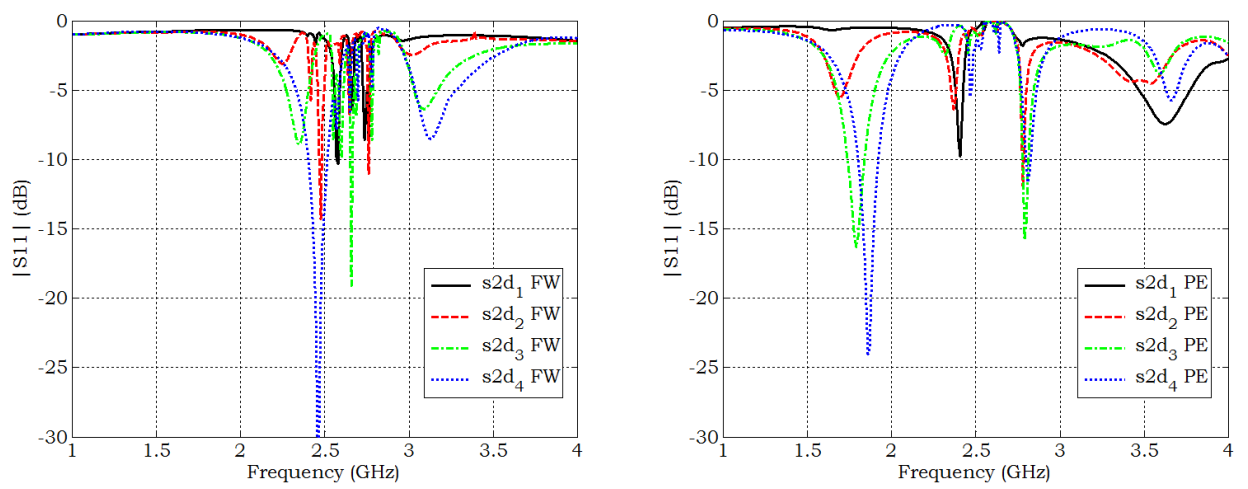 0
-5
-10
-15
-20
-25
-30
|S11| (dB)
s2d1 FW
s2d2 FW
s2d3 FW
s2d4 FW
1 1.5 2 2.5 3 3.5 4
Frequency (GHz)
0
-5
-10
-15
-20
-25
-30
|S11| (dB)
s2d1 PE
s2d2 PE
s2d3 PE
s2d4 PE
1 1.5 2 2.5 3 3.5 4
Frequency (GHz)